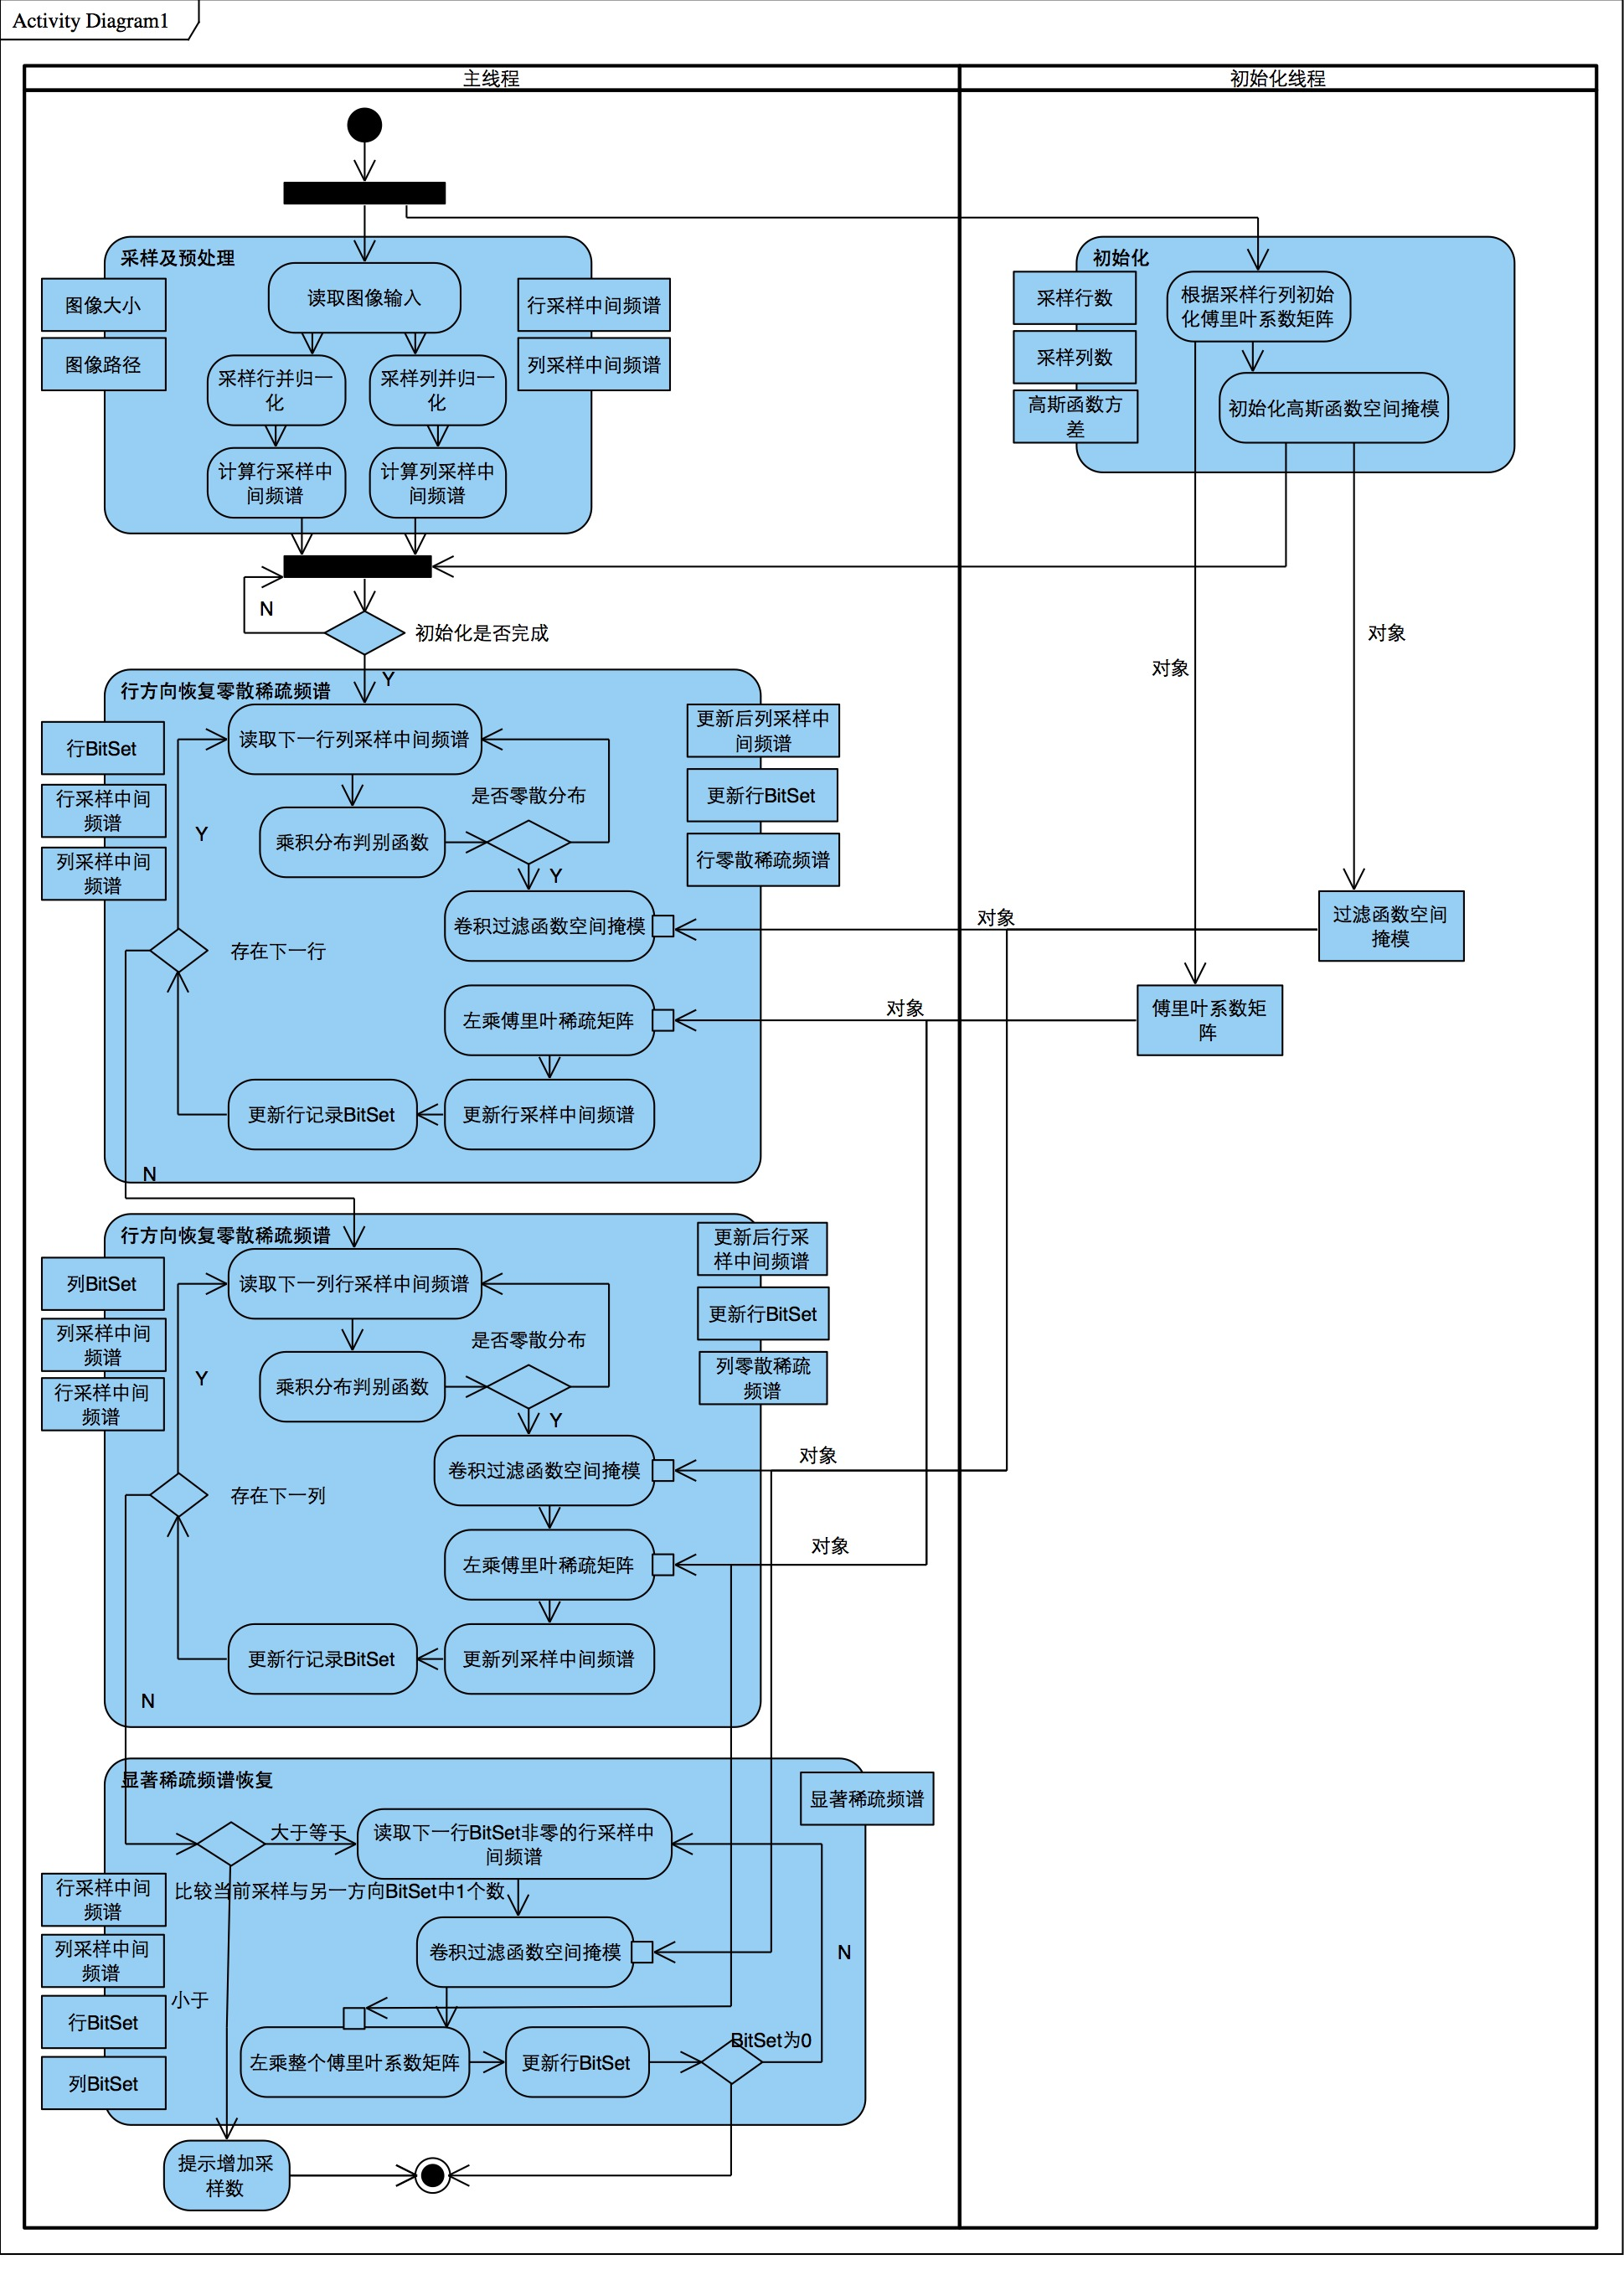 Activity Diagram1
主线程
初始化线程
采样及预处理
图像大小
图像路径
读取图像输入
行采样中间频谱
列采样中间频谱
采样行并归一
化
采样列并归一
化
计算行采样中
间频谱
计算列采样中
间频谱
初始化
采样行数
采样列数
高斯函数方
差
根据采样行列初始
化傅里叶系数矩阵
初始化高斯函数空间掩模
N
初始化是否完成
Y
对象
对象
行方向恢复零散稀疏频谱
行BitSet
行采样中间
频谱
列采样中间
频谱
读取下一行列采样中间频谱
更新后列采样中
间频谱
更新行BitSet
行零散稀疏频谱
是否零散分布
Y
乘积分布判别函数
Y
卷积过滤函数空间掩模
对象
过滤函数空间
掩模
存在下一行
左乘傅里叶稀疏矩阵
对象
傅里叶系数矩
阵
更新行记录BitSet
更新行采样中间频谱
N
行方向恢复零散稀疏频谱
列BitSet
列采样中间
频谱
行采样中间
频谱
读取下一列行采样中间频谱
更新后行采
样中间频谱
更新行BitSet
列零散稀疏
频谱
是否零散分布
Y
乘积分布判别函数
Y
卷积过滤函数空间掩模
对象
存在下一列
左乘傅里叶稀疏矩阵
对象
更新行记录BitSet
更新列采样中间频谱
N
显著稀疏频谱恢复
显著稀疏频谱
大于等于
读取下一行BitSet非零的行采样中
间频谱
比较当前采样与另一方向BitSet中1个数
行采样中间
频谱
列采样中间
频谱
行BitSet
列BitSet
卷积过滤函数空间掩模
N
小于
BitSet为0
左乘整个傅里叶系数矩阵
更新行BitSet
提示增加采
样数